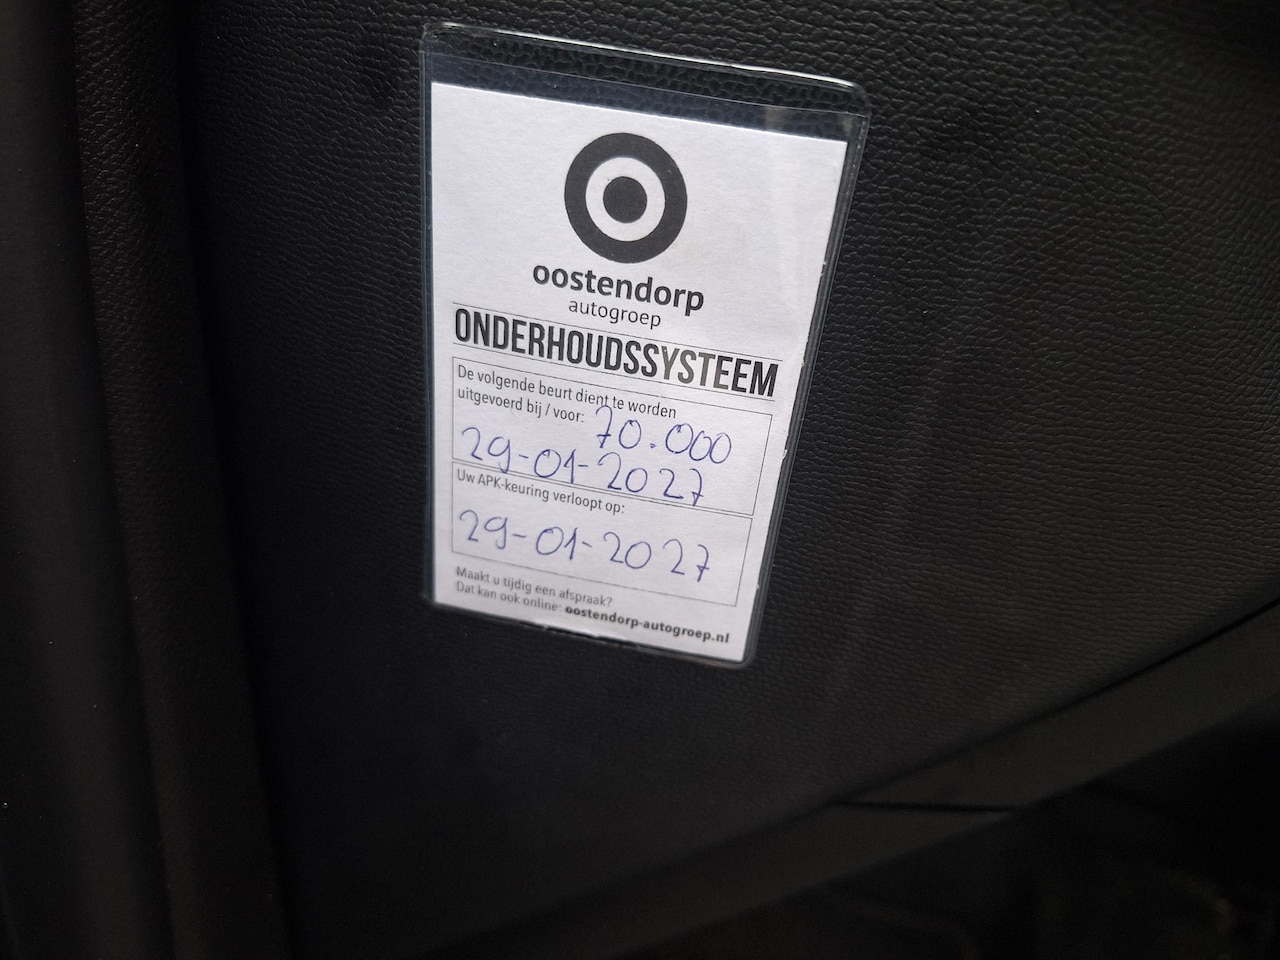 oostendorp
autogroep
ONDERHOUDSSYSTEEM
De volgende beurt dient te worden
uitgevoerd bij / voor: 70.000
29-01-2027
Uw APK-keuring verloopt op:
29-01-2027
Maakt u tijdig een afspraak?
Dat kan ook online: oostendorp-autogroep.nl